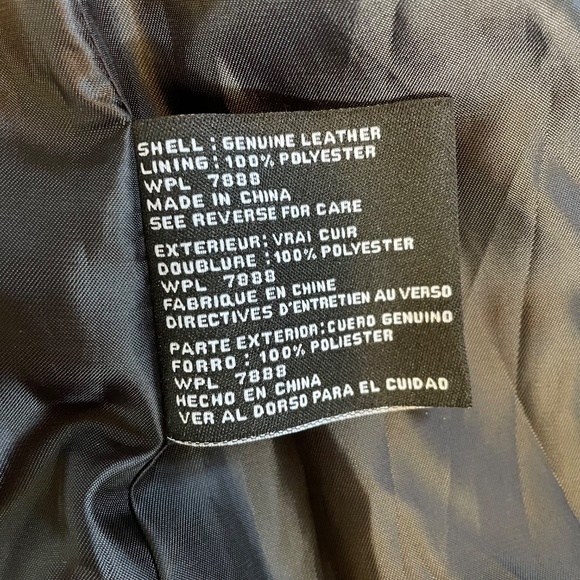 SHELL : GENUINE LEATHER
LINING : 100% POLYESTER
WPL 7888
MADE IN CHINA
SEE REVERSE FOR CARE
EXTERIEUR : VRAI CUIR
DOUBLURE : 100% POLYESTER
WPL 7888
FABRIQUE EN CHINE
DIRECTIVES D'ENTRETIEN AU VERSO
PARTE EXTERIOR : CUERO GENUINO
FORRO : 100% POLIESTER
WPL 7888
HECHO EN CHINA
VER AL DORSO PARA EL CUIDAO